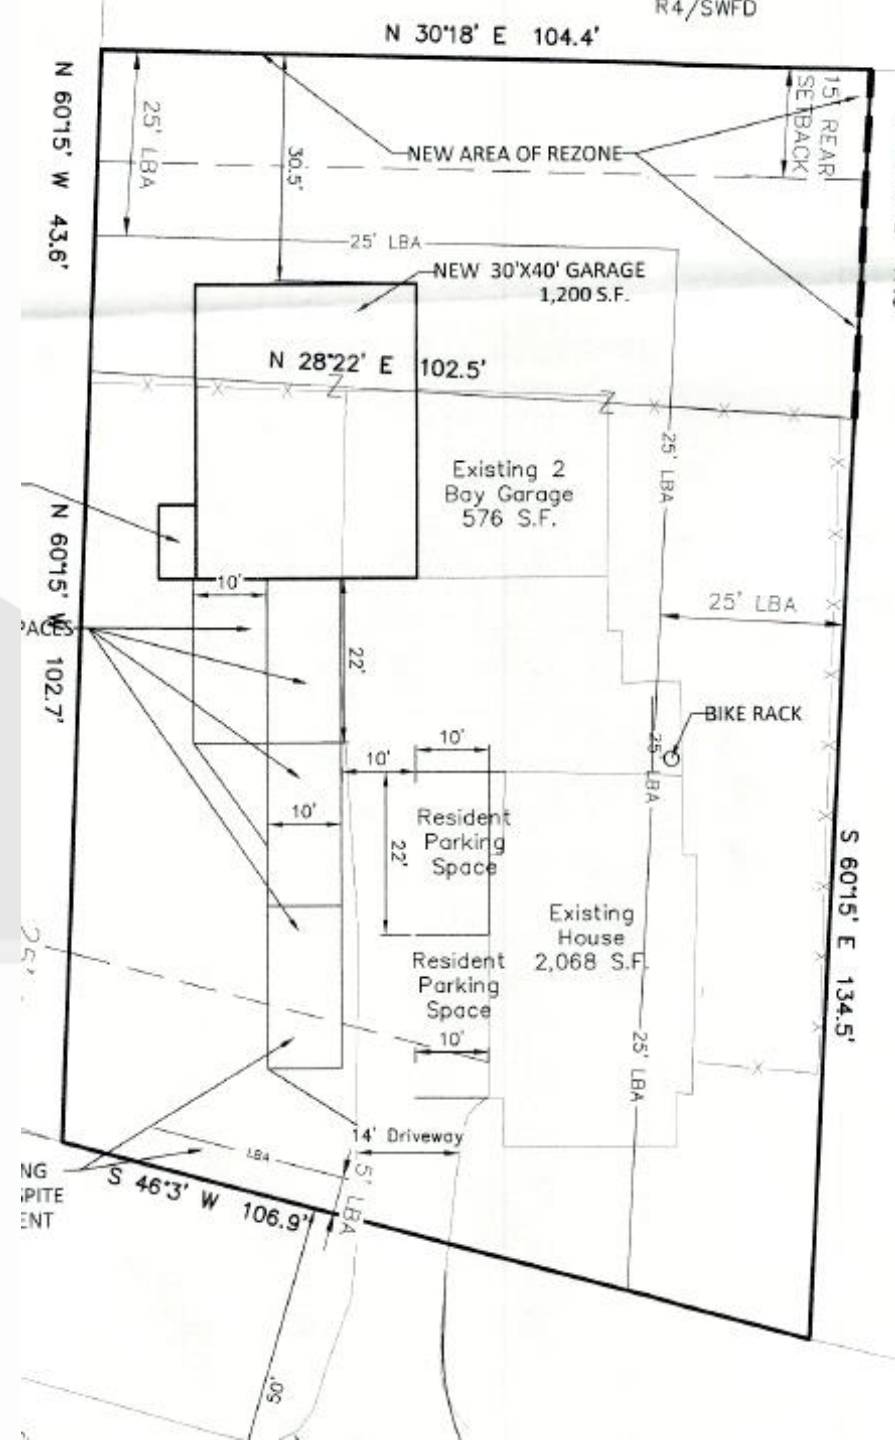 R4/SWFD
N 30°18' E 104.4'
N 60°15' W 43.6'
25' LBA
30.5'
15' REAR
SETBACK
NEW AREA OF REZONE
25' LBA
NEW 30'X40' GARAGE
1,200 S.F.
N 28°22' E 102.5'
Existing 2
Bay Garage
576 S.F.
25' LBA
N 60°15' W 102.7'
10'
25' LBA
PACES
22'
BIKE RACK
10'
10'
25' LBA
10'
22'
Resident
Parking
Space
S 60°15' E 134.5'
Existing
House
2,068 S.F.
25'
Resident
Parking
Space
10'
25' LBA
14' Driveway
LBA
5' LBA
NG
SPITE
ENT
S 46°3' W 106.9'
50'